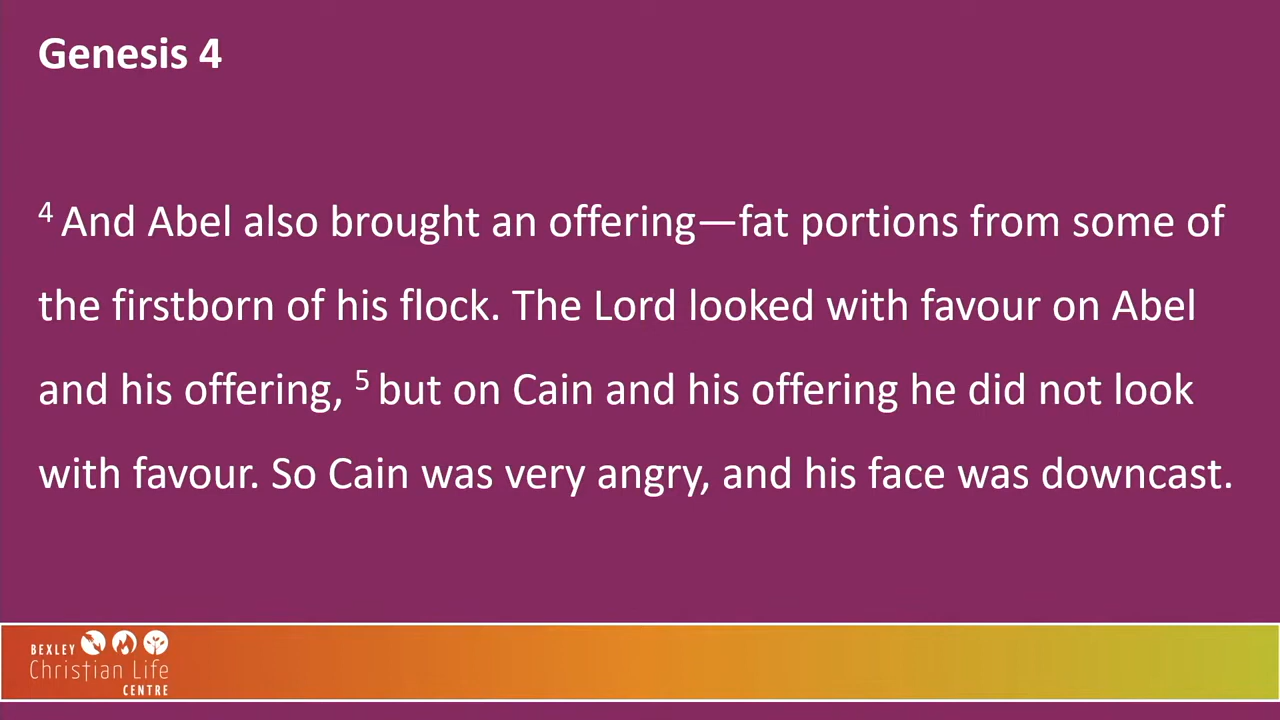 Genesis 4
⁴ And Abel also brought an offering—fat portions from some of
the firstborn of his flock. The Lord looked with favour on Abel
and his offering, ⁵ but on Cain and his offering he did not look
with favour. So Cain was very angry, and his face was downcast.
BEXLEY
Christian Life
CENTRE